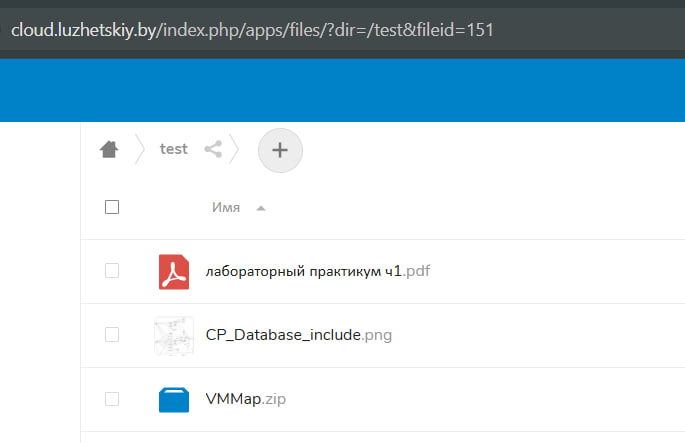 cloud.luzhetskiy.by/index.php/apps/files/?dir=/test&fileid=151
test
Имя
лабораторный практикум ч1.pdf
CP_Database_include.png
VMMap.zip